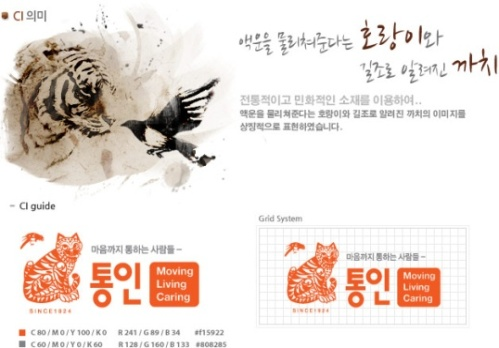 CI 의미
액운을 물리쳐준다는 호랑이와
길조로 알려진 까치
전통적이고 민화적인 소재를 이용하여..
액운을 물리쳐준다는 호랑이와 길조로 알려진 까치의 이미지를
상징적으로 표현하였습니다.
– CI guide
마음까지 통하는 사람들 –
통인
Moving
Living
Caring
SINCE1924
Grid System
마음까지 통하는 사람들 –
통인
Moving
Living
Caring
SINCE1924
C 80 / M 0 / Y 100 / K 0 R 241 / G 89 / B 34 #f15922
C 60 / M 0 / Y 0 / K 60 R 128 / G 160 / B 133 #808285